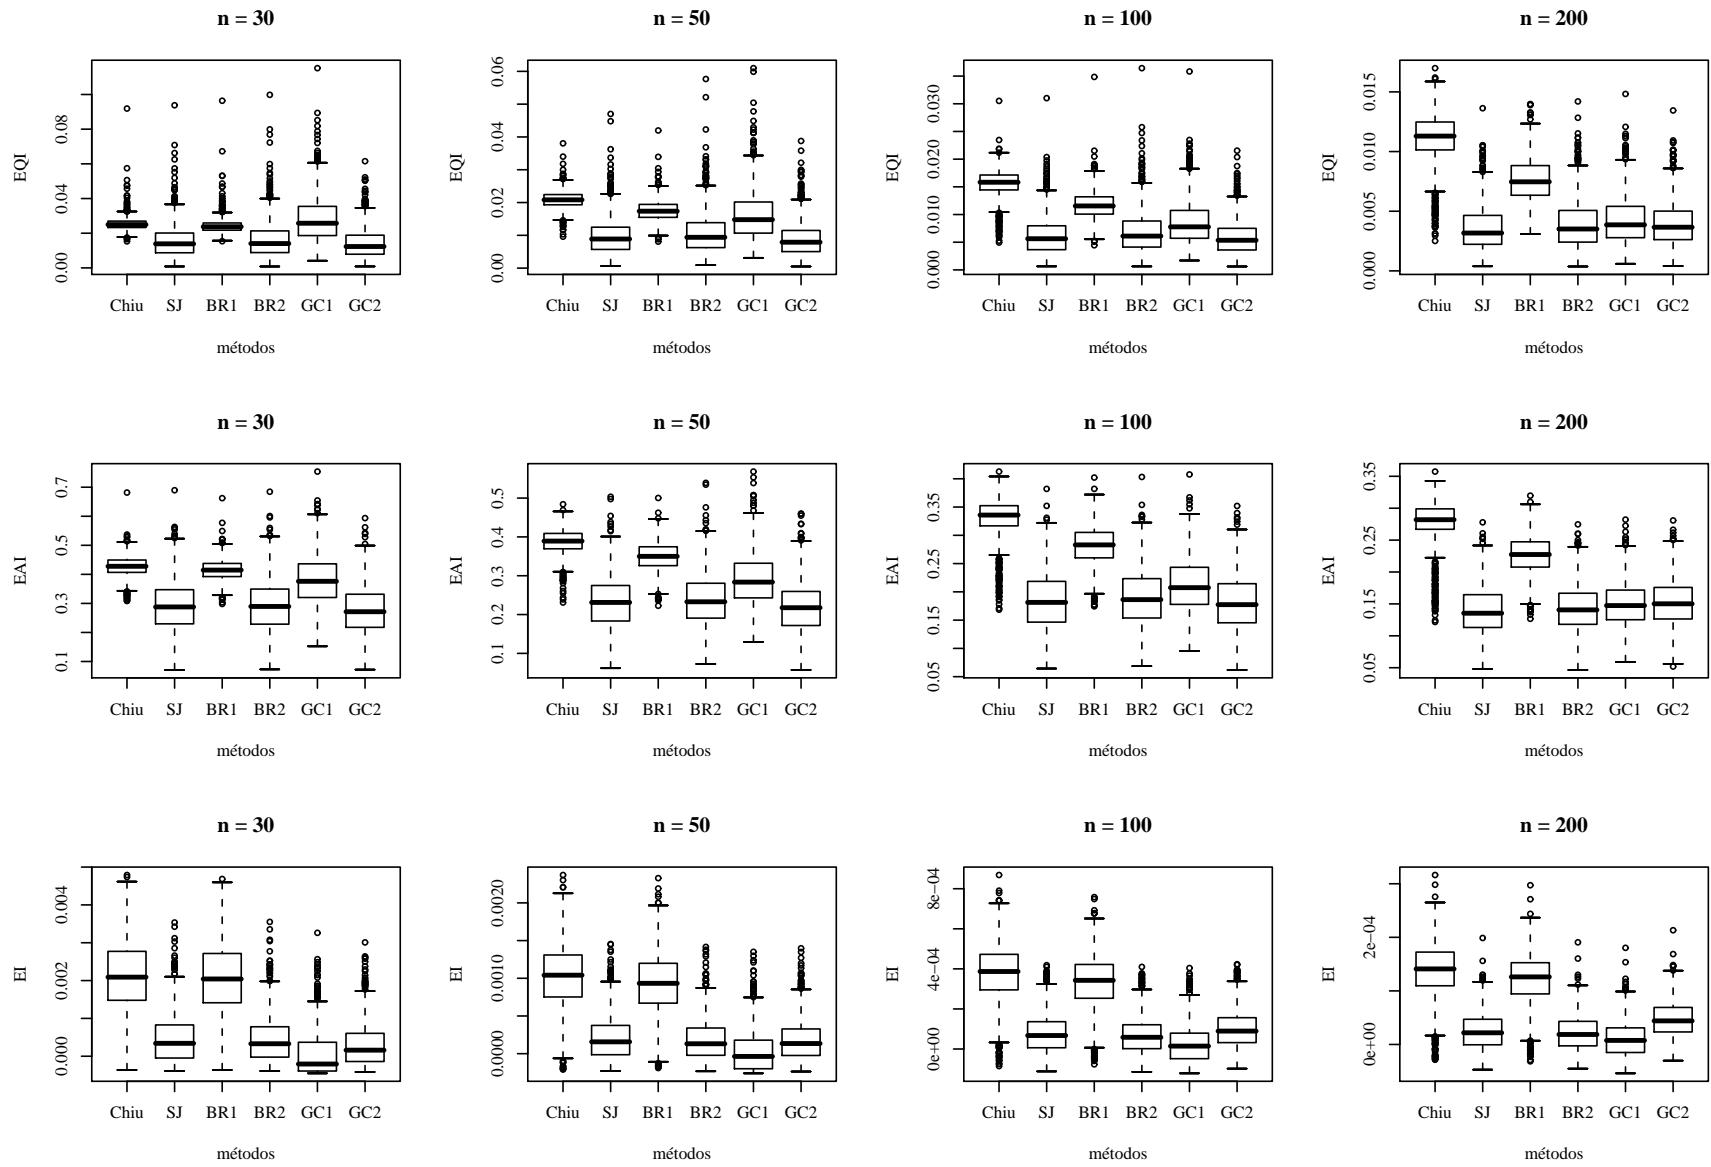 n = 30
n = 50
n = 100
n = 200
EQI
0.00 0.04 0.08
Chiu SJ BR1 BR2 GC1 GC2
métodos
EQI
0.00 0.02 0.04 0.06
Chiu SJ BR1 BR2 GC1 GC2
métodos
EQI
0.000 0.010 0.020 0.030
Chiu SJ BR1 BR2 GC1 GC2
métodos
EQI
0.000 0.005 0.010 0.015
Chiu SJ BR1 BR2 GC1 GC2
métodos
n = 30
n = 50
n = 100
n = 200
EAI
0.1 0.3 0.5 0.7
Chiu SJ BR1 BR2 GC1 GC2
métodos
EAI
0.1 0.2 0.3 0.4 0.5
Chiu SJ BR1 BR2 GC1 GC2
métodos
EAI
0.05 0.15 0.25 0.35
Chiu SJ BR1 BR2 GC1 GC2
métodos
EAI
0.05 0.15 0.25 0.35
Chiu SJ BR1 BR2 GC1 GC2
métodos
n = 30
n = 50
n = 100
n = 200
EI
0.000 0.002 0.004
Chiu SJ BR1 BR2 GC1 GC2
métodos
EI
0.0000 0.0010 0.0020
Chiu SJ BR1 BR2 GC1 GC2
métodos
EI
0e+00 4e−04 8e−04
Chiu SJ BR1 BR2 GC1 GC2
métodos
EI
0e+00 2e−04
Chiu SJ BR1 BR2 GC1 GC2
métodos